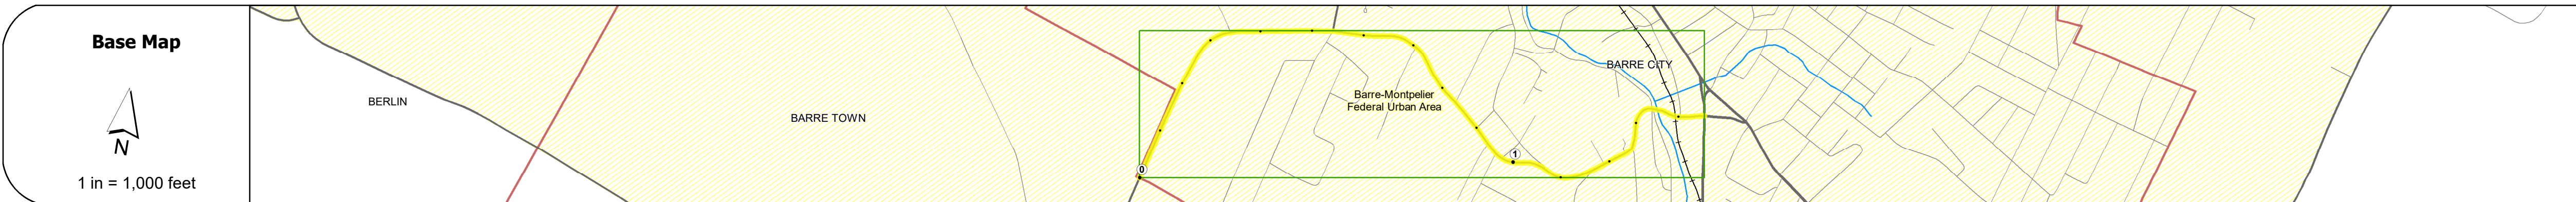 Base Map
N
1 in = 1,000 feet
BERLIN
BARRE TOWN
0
Barre-Montpelier
Federal Urban Area
1
BARRE CITY